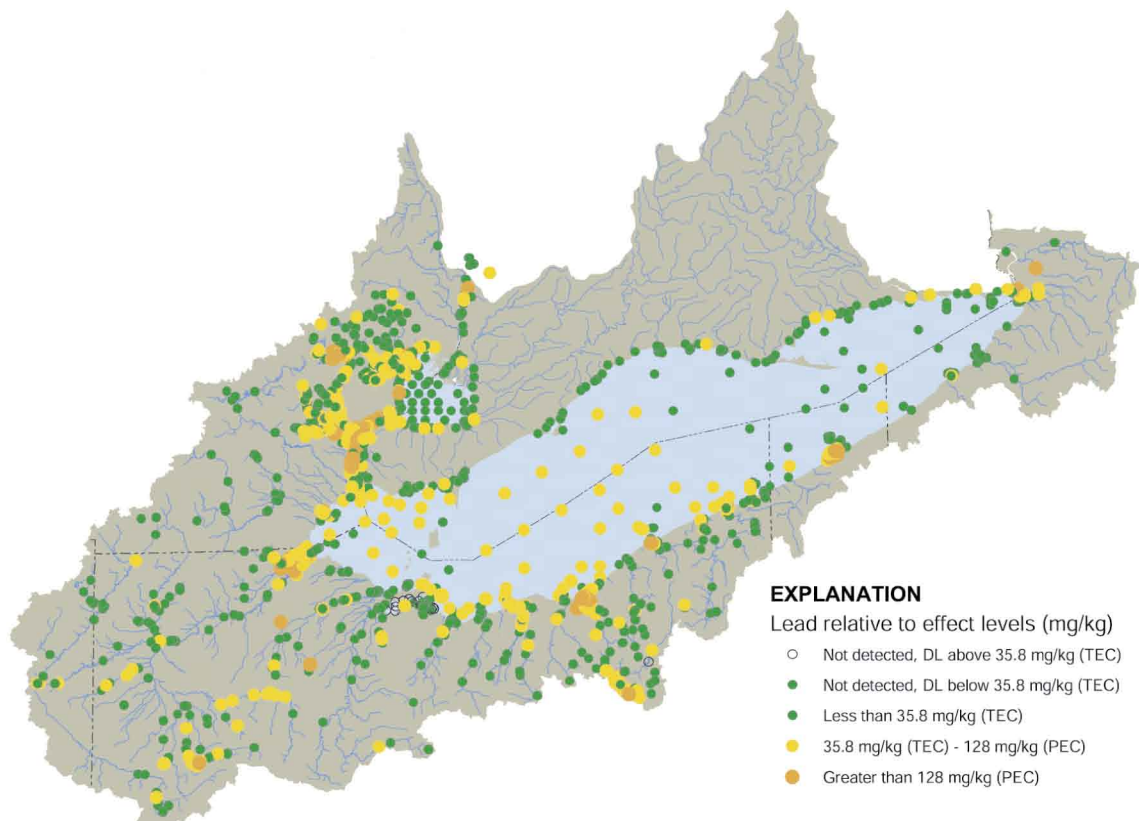 EXPLANATION
Lead relative to effect levels (mg/kg)
Not detected, DL above 35.8 mg/kg (TEC)
Not detected, DL below 35.8 mg/kg (TEC)
Less than 35.8 mg/kg (TEC)
35.8 mg/kg (TEC) - 128 mg/kg (PEC)
Greater than 128 mg/kg (PEC)